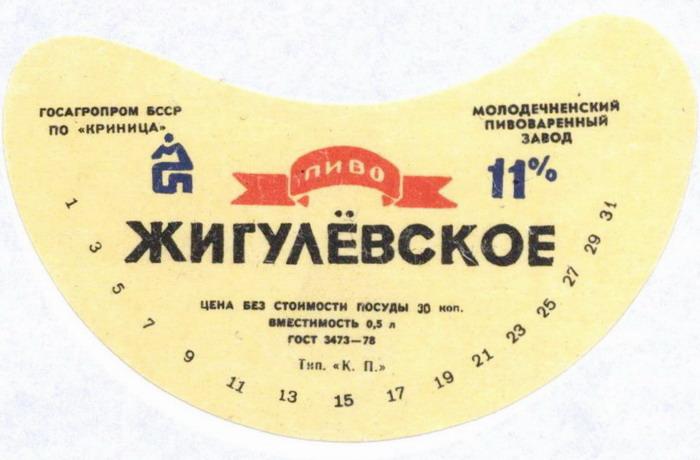 ГОСАГРОПРОМ БССР
ПО «КРИНИЦА»
МОЛОДЕЧНЕНСКИЙ
ПИВОВАРЕННЫЙ
ЗАВОД
11%
ПИВО
ЖИГУЛЁВСКОЕ
ЦЕНА БЕЗ СТОИМОСТИ ПОСУДЫ 30 коп.
ВМЕСТИМОСТЬ 0,5 л
ГОСТ 3473—78
Тип. «К. П.»
1 3 5 7 9 11 13 15 17 19 21 23 25 27 29 31